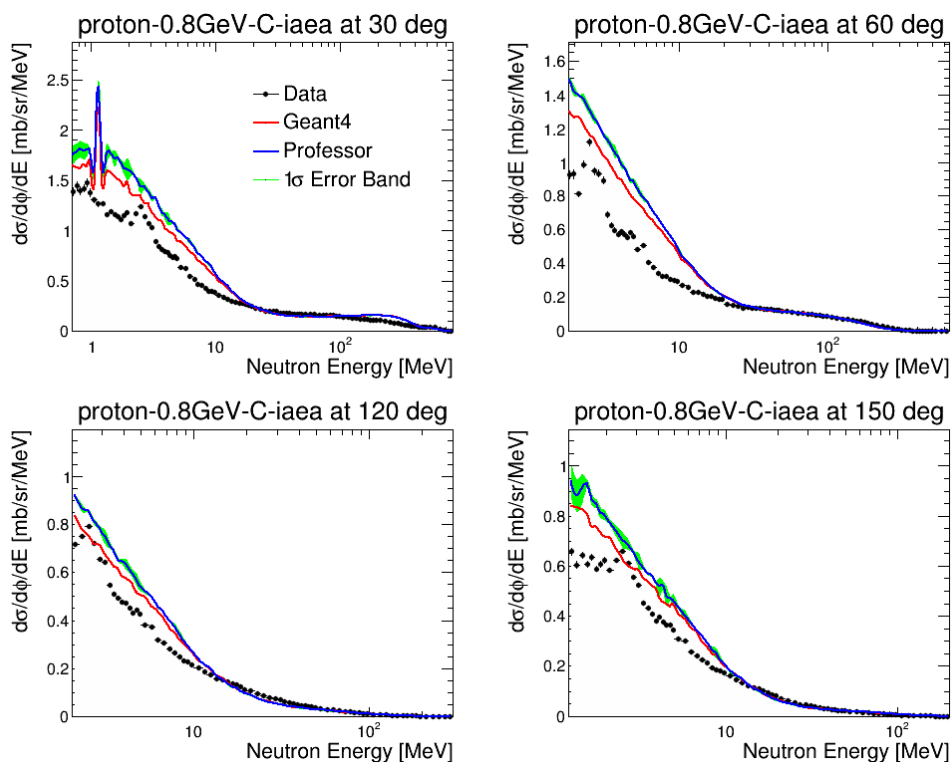 proton-0.8GeV-C-iaea at 30 deg
dσ/dϕ/dE [mb/sr/MeV]
2.5
2
1.5
1
0.5
0
Data
Geant4
Professor
1σ Error Band
1
10
10²
Neutron Energy [MeV]
proton-0.8GeV-C-iaea at 60 deg
dσ/dϕ/dE [mb/sr/MeV]
1.6
1.4
1.2
1
0.8
0.6
0.4
0.2
0
10
10²
Neutron Energy [MeV]
proton-0.8GeV-C-iaea at 120 deg
dσ/dϕ/dE [mb/sr/MeV]
1
0.8
0.6
0.4
0.2
0
10
10²
Neutron Energy [MeV]
proton-0.8GeV-C-iaea at 150 deg
dσ/dϕ/dE [mb/sr/MeV]
1
0.8
0.6
0.4
0.2
0
10
10²
Neutron Energy [MeV]